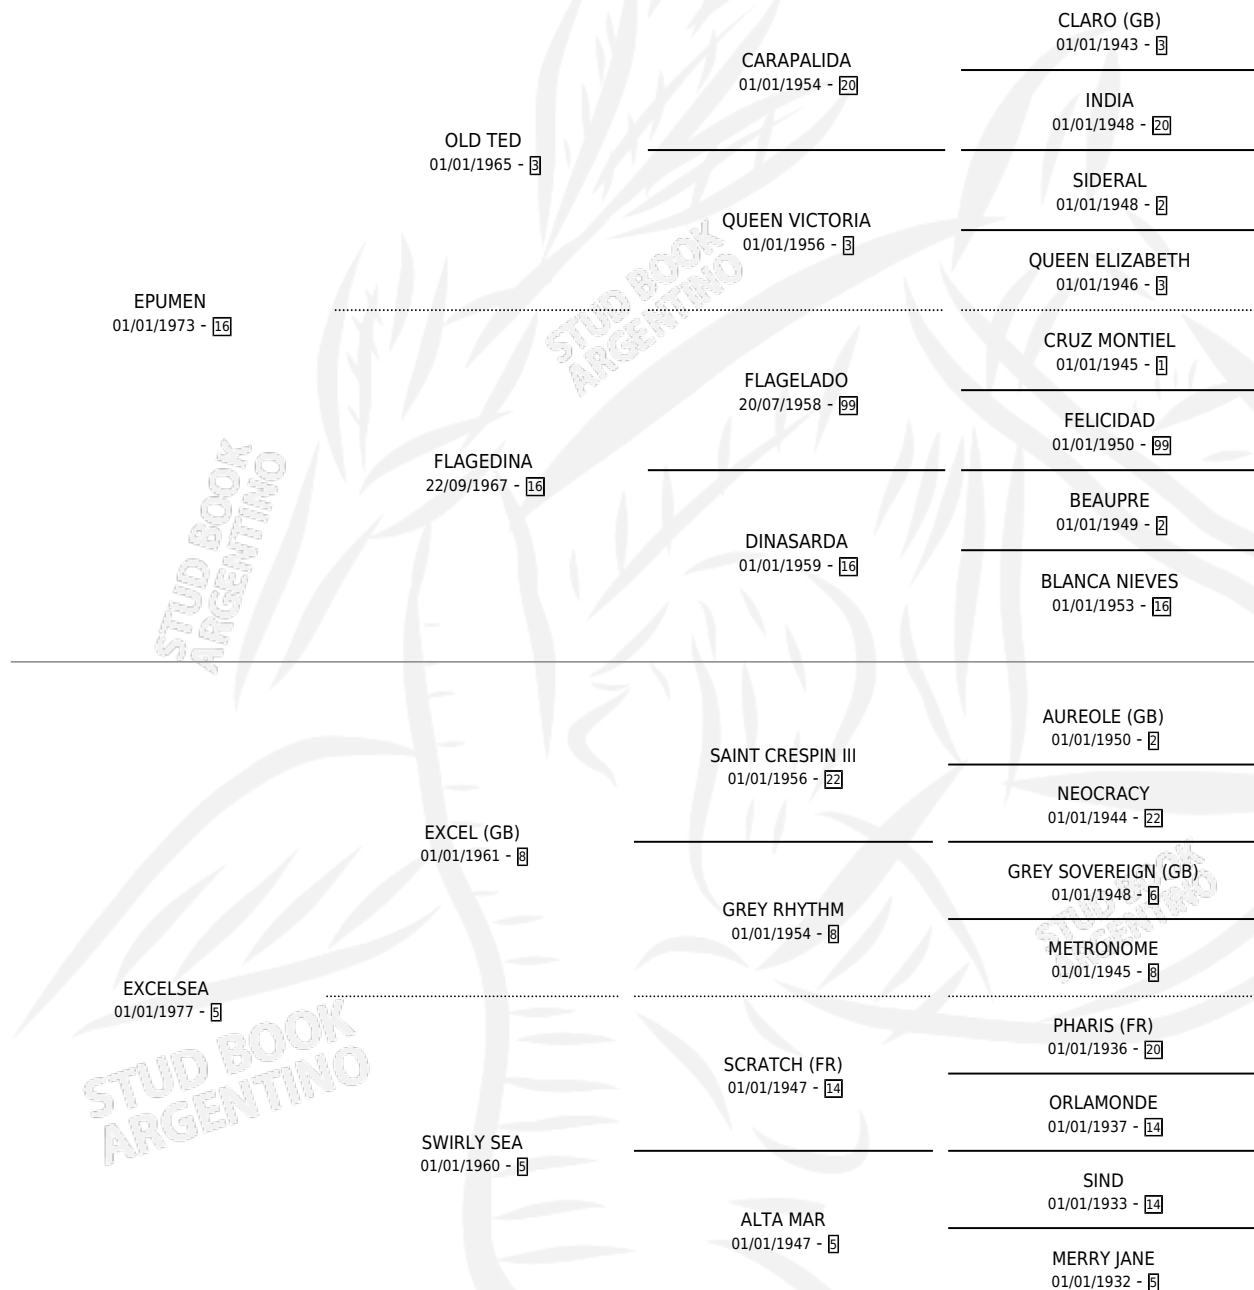 CLARO (GB)
01/01/1943 - 3
CARAPALIDA
01/01/1954 - 20
INDIA
01/01/1948 - 20
OLD TED
01/01/1965 - 3
SIDERAL
01/01/1948 - 2
QUEEN VICTORIA
01/01/1956 - 3
QUEEN ELIZABETH
01/01/1946 - 3
EPUMEN
01/01/1973 - 16
STUD BOOK
ARGENTINO
CRUZ MONTIEL
01/01/1945 - 1
FLAGELADO
20/07/1958 - 99
FELICIDAD
01/01/1950 - 99
FLAGEDINA
22/09/1967 - 16
BEAUPRE
01/01/1949 - 2
DINASARDA
01/01/1959 - 16
BLANCA NIEVES
01/01/1953 - 16
STUD BOOK
ARGENTINO
AUREOLE (GB)
01/01/1950 - 2
SAINT CRESPIN III
01/01/1956 - 22
NEOCRACY
01/01/1944 - 22
EXCEL (GB)
01/01/1961 - 8
GREY SOVEREIGN (GB)
01/01/1948 - 6
GREY RHYTHM
01/01/1954 - 8
STUD BOOK
ARGENTINO
METRONOME
01/01/1945 - 8
EXCELSEA
01/01/1977 - 5
PHARIS (FR)
01/01/1936 - 20
SCRATCH (FR)
01/01/1947 - 14
STUD BOOK
ARGENTINO
ORLAMONDE
01/01/1937 - 14
SWIRLY SEA
01/01/1960 - 5
SIND
01/01/1933 - 14
ALTA MAR
01/01/1947 - 5
MERRY JANE
01/01/1932 - 5